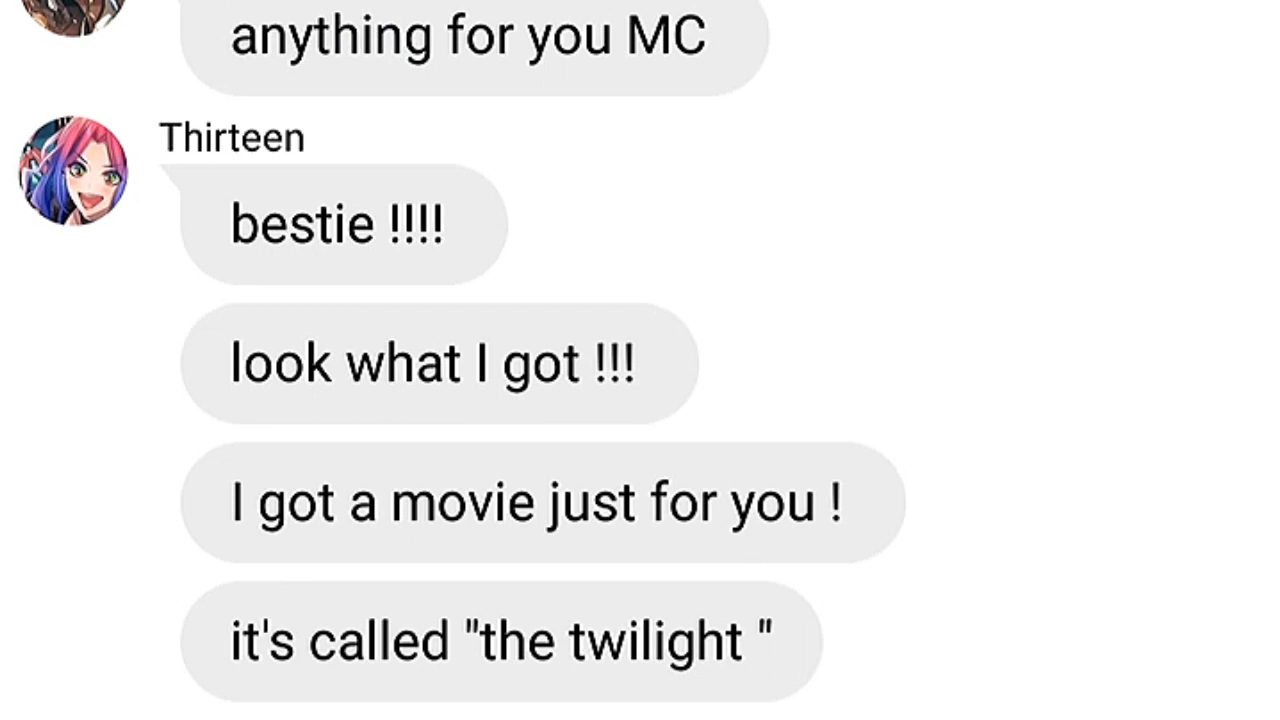 anything for you MC
Thirteen
bestie !!!!
look what I got !!!
I got a movie just for you !
it's called "the twilight "